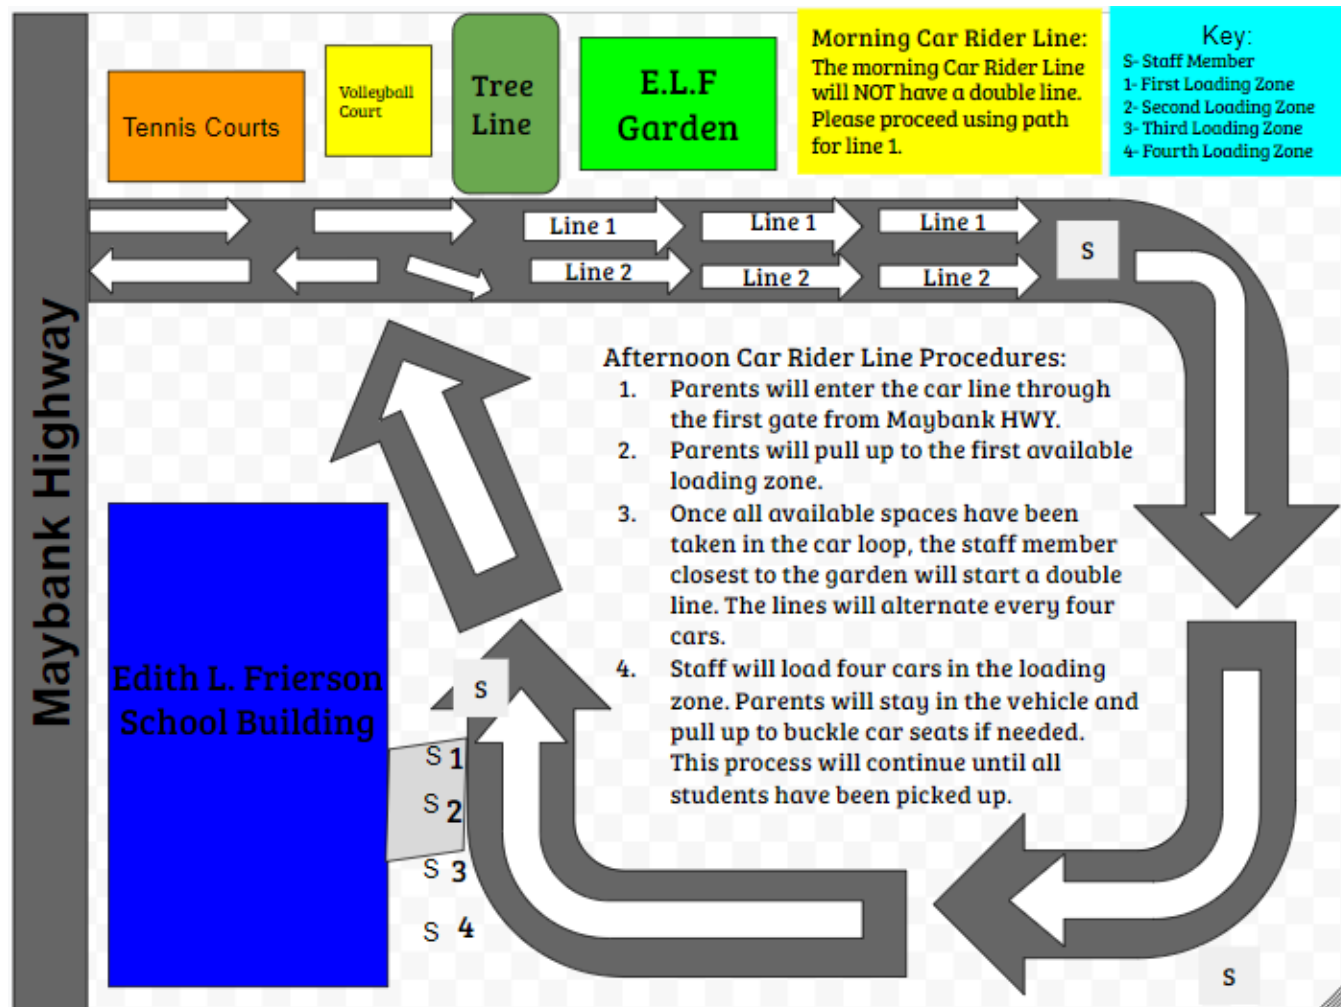 Maybank Highway
Tennis Courts
Volleyball
Court
Tree
Line
E.L.F
Garden
Morning Car Rider Line:
The morning Car Rider Line
will NOT have a double line.
Please proceed using path
for line 1.
Key:
S- Staff Member
1- First Loading Zone
2- Second Loading Zone
3- Third Loading Zone
4- Fourth Loading Zone
Line 1
Line 1
Line 1
Line 2
Line 2
Line 2
S
Afternoon Car Rider Line Procedures:
1. Parents will enter the car line through
the first gate from Maybank HWY.
2. Parents will pull up to the first available
loading zone.
3. Once all available spaces have been
taken in the car loop, the staff member
closest to the garden will start a double
line. The lines will alternate every four
cars.
4. Staff will load four cars in the loading
zone. Parents will stay in the vehicle and
pull up to buckle car seats if needed.
This process will continue until all
students have been picked up.
Edith L. Frierson
School Building
S
S 1
S 2
S 3
S 4
S